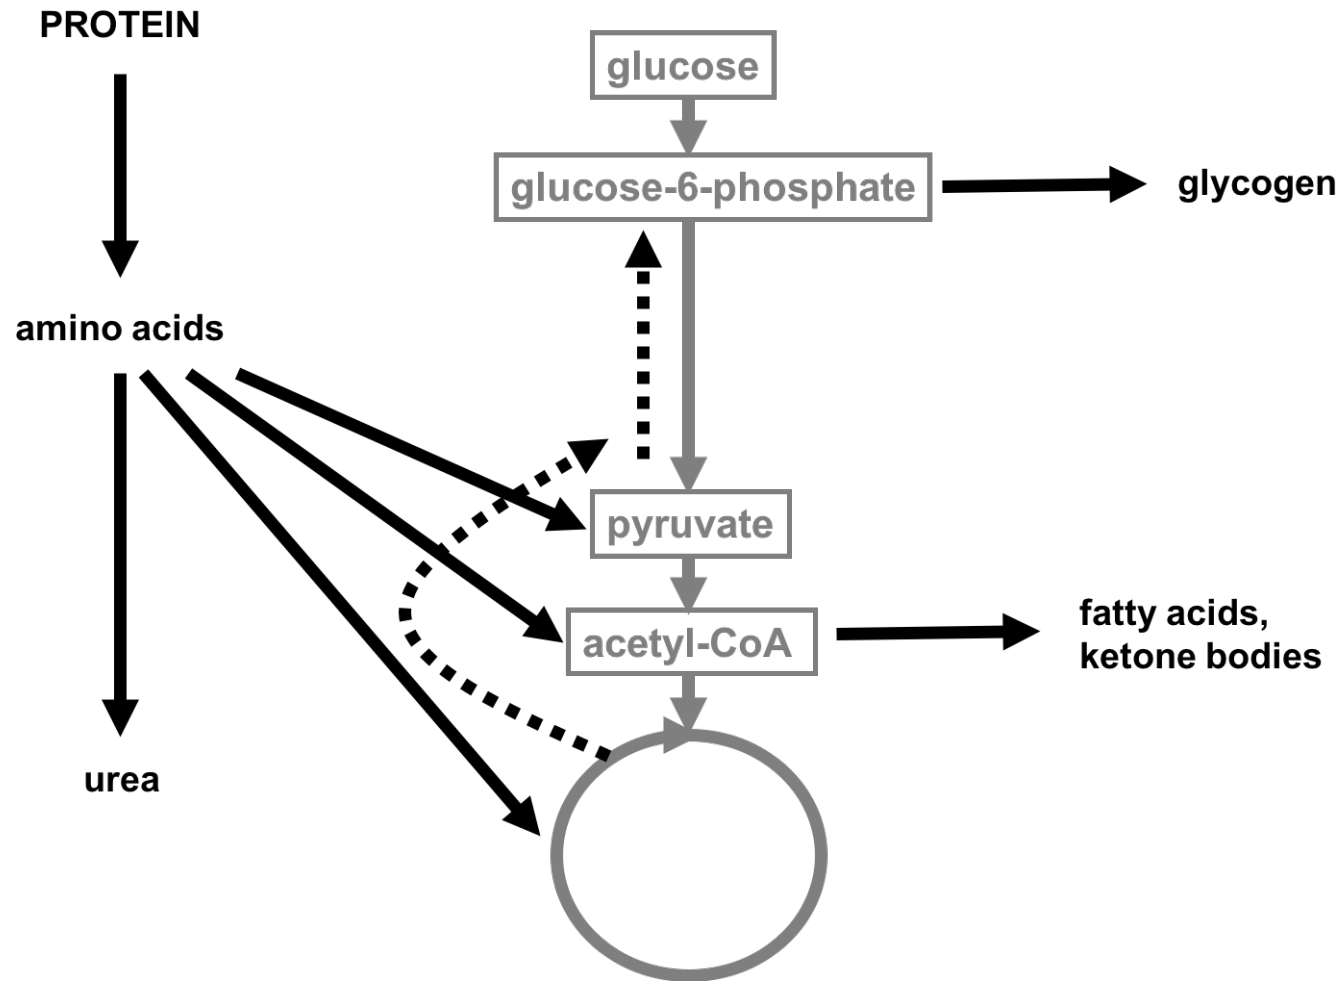 PROTEIN
glucose
glucose-6-phosphate
glycogen
amino acids
pyruvate
acetyl-CoA
fatty acids,
ketone bodies
urea